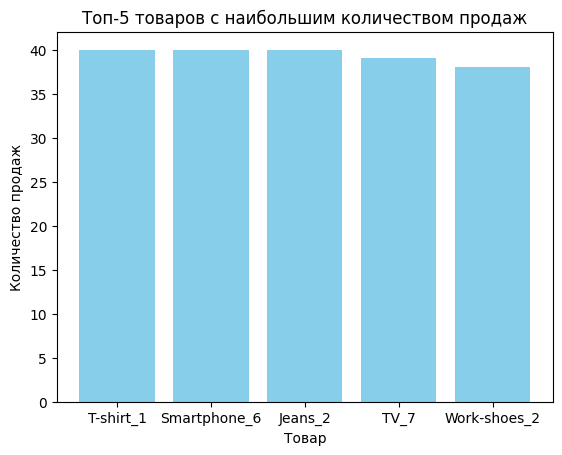 Топ-5 товаров с наибольшим количеством продаж
Количество продаж
40
35
30
25
20
15
10
5
0
T-shirt_1 Smartphone_6 Jeans_2 TV_7 Work-shoes_2
Товар